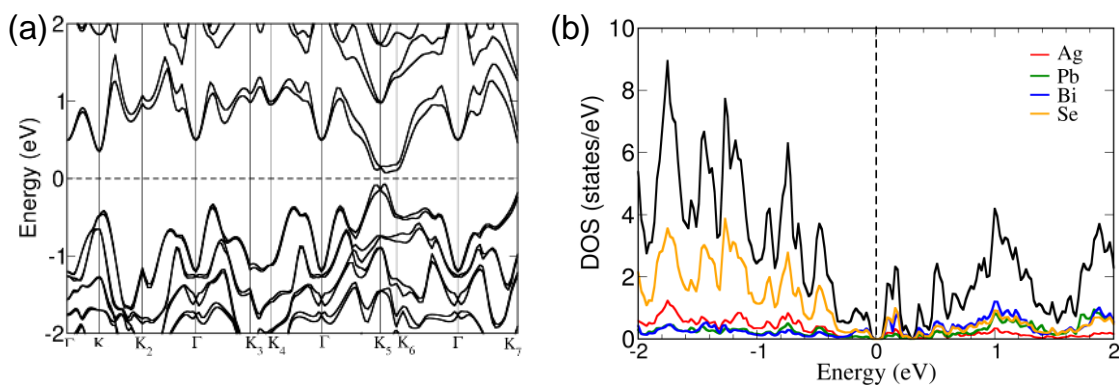 (a)
Energy (eV)
2
1
0
-1
-2
Γ K K₂ Γ K₃ K₄ Γ K₅ K₆ Γ K₇
(b)
DOS (states/eV)
10
8
6
4
2
0
Ag
Pb
Bi
Se
-2 -1 0 1 2
Energy (eV)